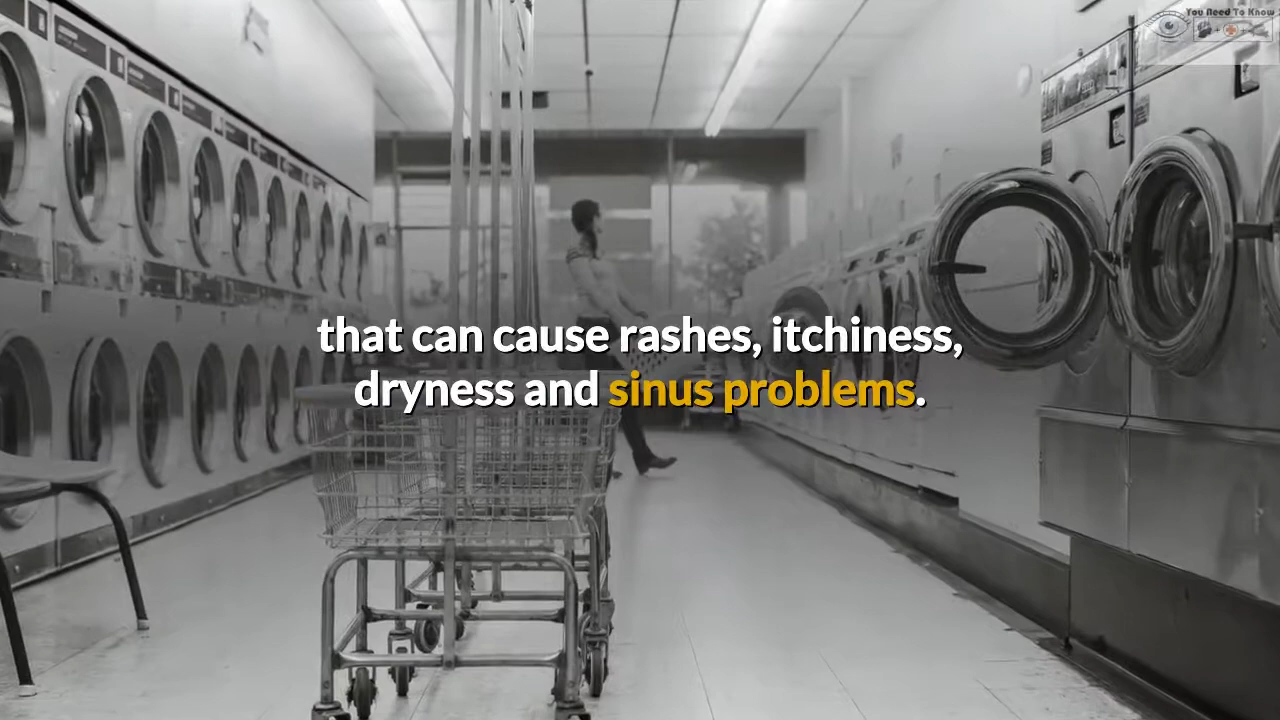 You Need To Know
that can cause rashes, itchiness,
dryness and sinus problems.